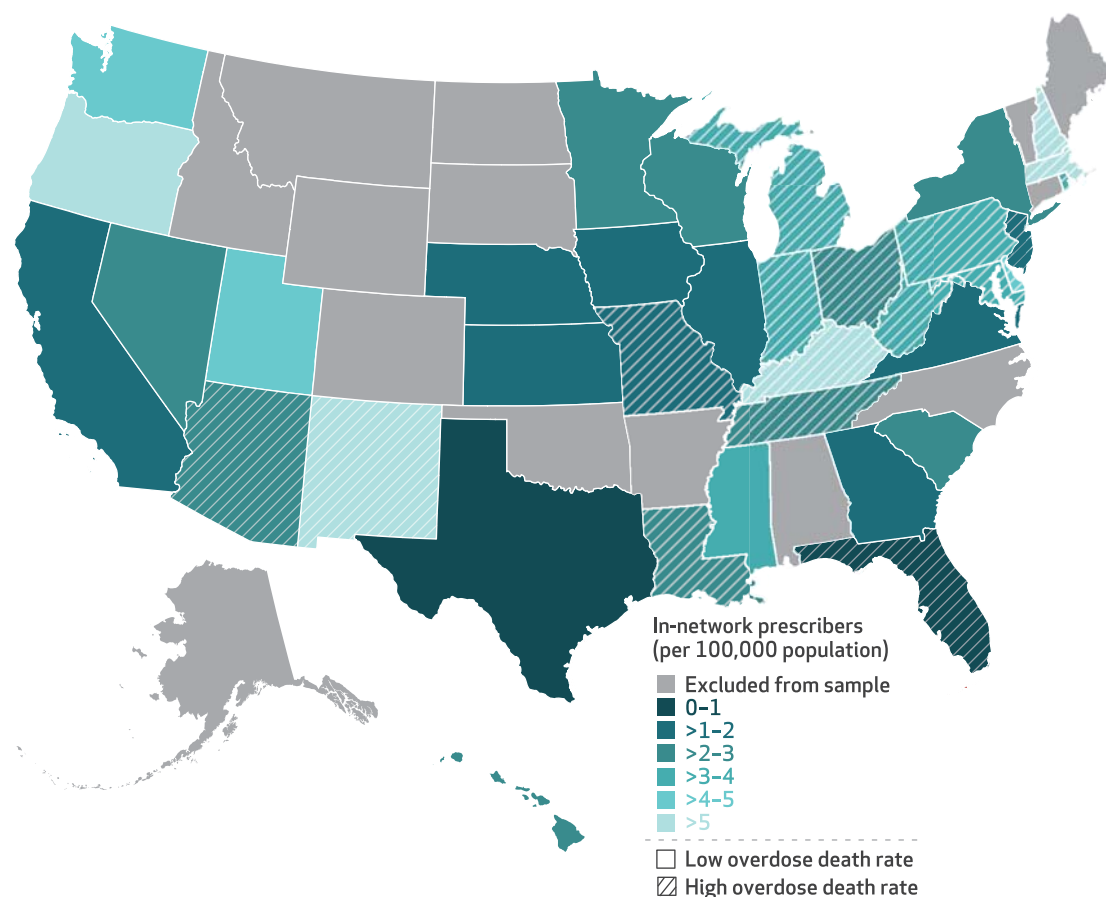 In-network prescribers
(per 100,000 population)
Excluded from sample
0–1
>1–2
>2–3
>3–4
>4–5
>5
Low overdose death rate
High overdose death rate